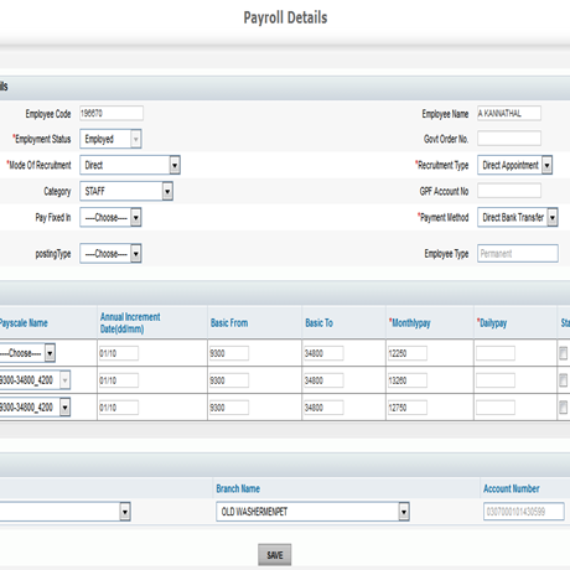 Payroll Details
ils
Employee Code 196670 Employee Name A KANNATHAL
*Employment Status Employed Govt Order No.
*Mode Of Recruitment Direct *Recruitment Type Direct Appointment
Category STAFF GPF Account No
Pay Fixed In ----Choose---- *Payment Method Direct Bank Transfer
postingType ----Choose---- Employee Type Permanent
Payscale Name Annual Increment Date(dd/mm) Basic From Basic To *Monthlypay *Dailypay Sta
----Choose---- 01/10 9300 34800 12250
9300-34800_4200 01/10 9300 34800 13260
9300-34800_4200 01/10 9300 34800 12750
Branch Name Account Number
OLD WASHERMENPET 0307000101430599
SAVE